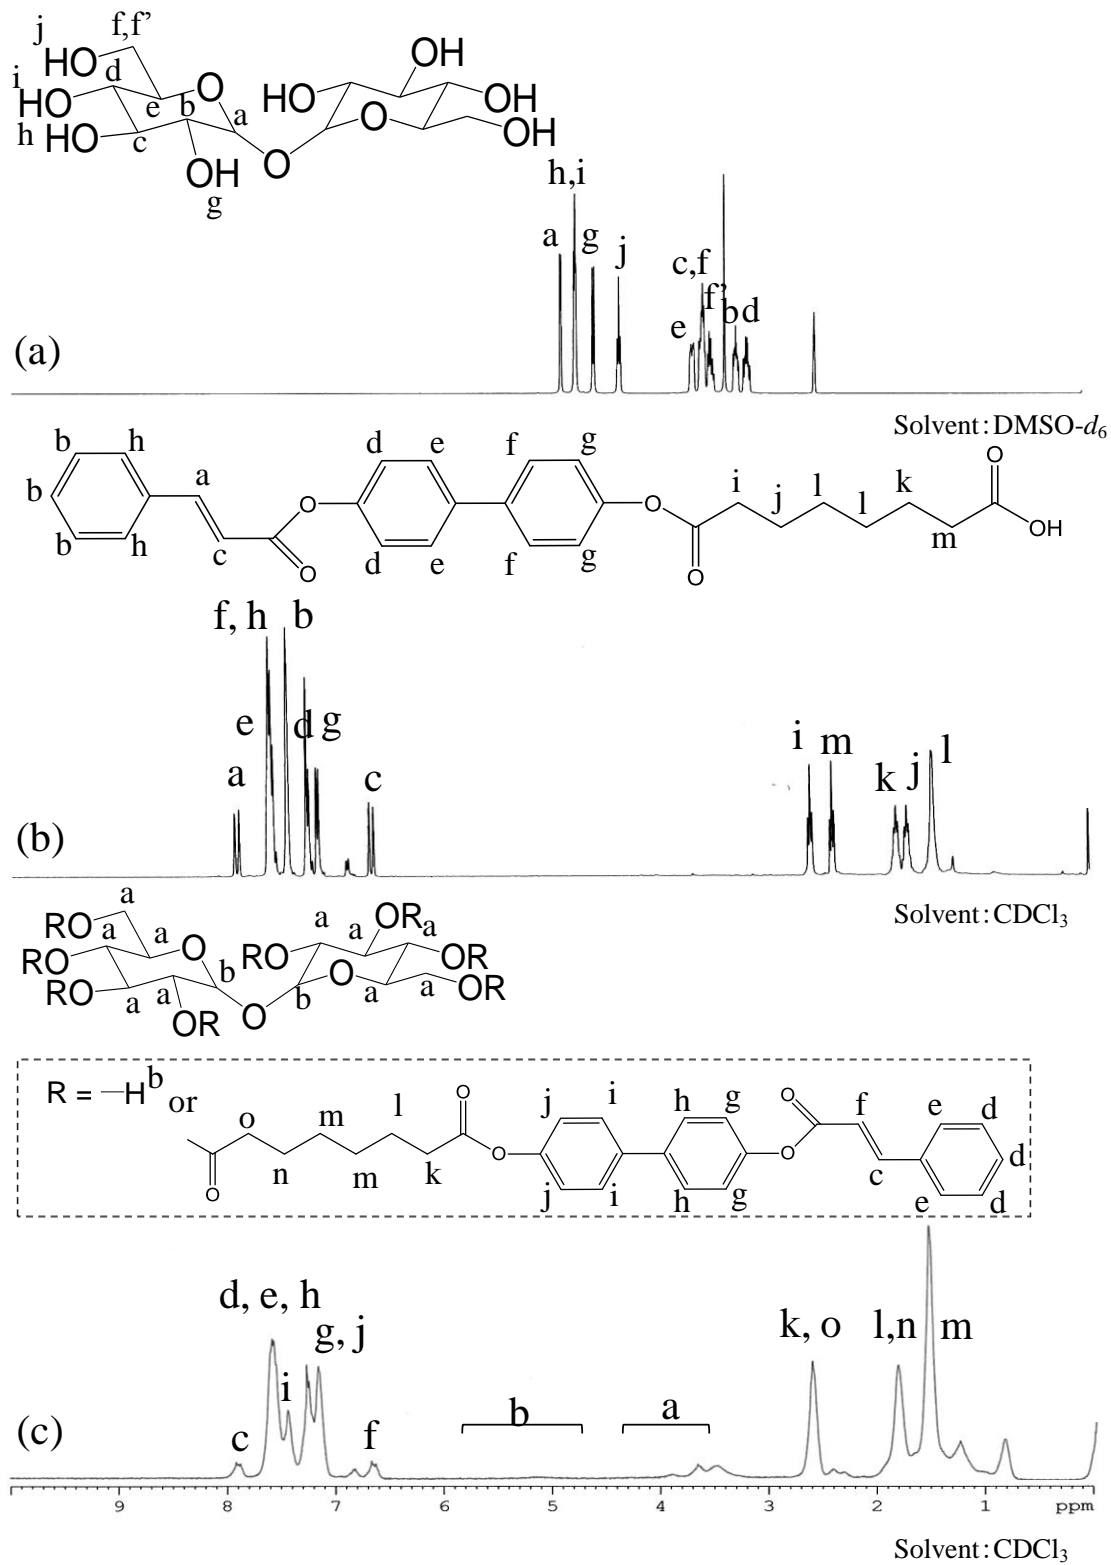 j f,f’
HO OH
i d O HO
HO e b a O OH
h HO c OH
OH O
g
h,i
a g j
c,f
f’
e b d
(a)
Solvent:DMSO-d6
b h a d e f g O
b O i j l l k OH
b h c O d e f g O m
O
f, h b
e d g
a c
i m k j l
(b)
Solvent:CDCl3
a
RO OR
a a O a a a
RO RO OR
RO a a b O a a OR
OR O b
R = —Hb or
o n m m l k O
O O j i h g O f e d
j i h g O c e d d
d, e, h
g, j
i
c f
b a
k, o l,n m
(c)
9 8 7 6 5 4 3 2 1 ppm
Solvent:CDCl3